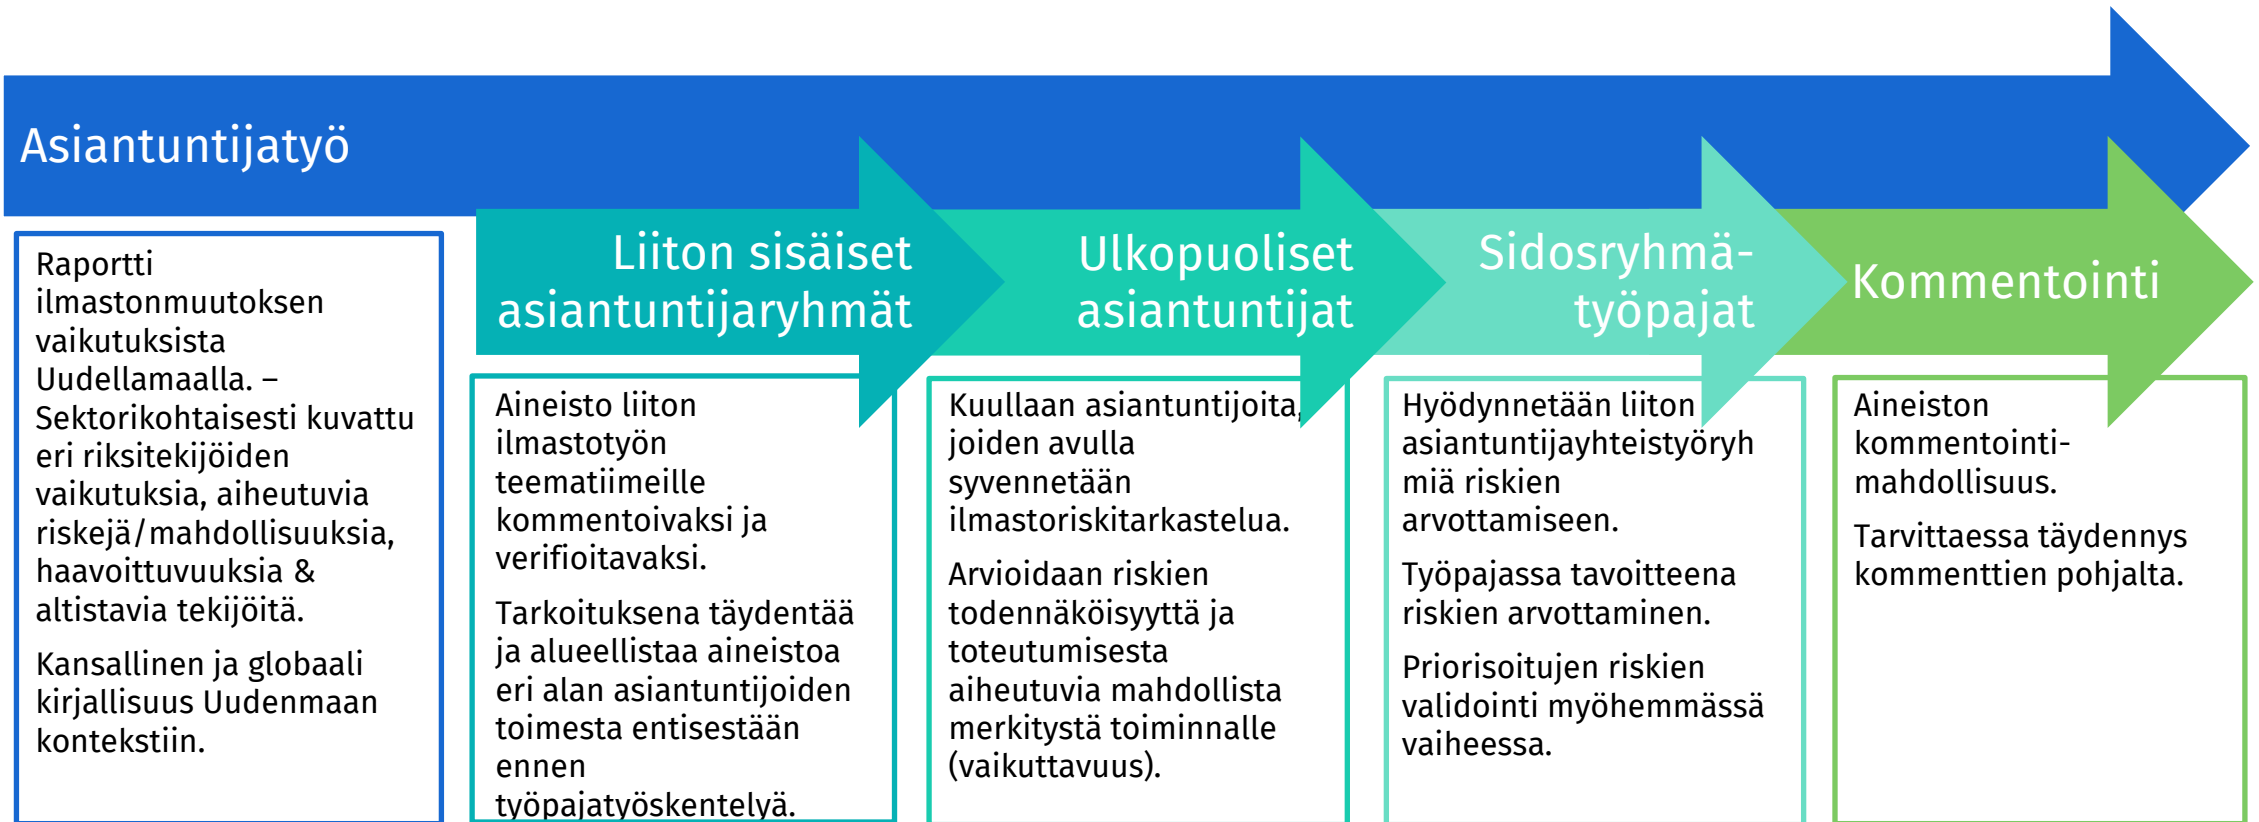 Asiantuntijatyö
Raportti
ilmastonmuutoksen
vaikutuksista
Uudellamaalla. –
Sektorikohtaisesti kuvattu
eri riksitekijöiden
vaikutuksia, aiheutuvia
riskejä/mahdollisuuksia,
haavoittuvuuksia &
altistavia tekijöitä.
Kansallinen ja globaali
kirjallisuus Uudenmaan
kontekstiin.
Liiton sisäiset
asiantuntijaryhmät
Aineisto liiton
ilmastotyön
teematiimeille
kommentoivaksi ja
verifioitavaksi.
Tarkoituksena täydentää
ja alueellistaa aineistoa
eri alan asiantuntijoiden
toimesta entisestään
ennen
työpajatyöskentelyä.
Ulkopuoliset
asiantuntijat
Kuullaan asiantuntijoita,
joiden avulla
syvennetään
ilmastoriskitarkastelua.
Arvioidaan riskien
todennäköisyyttä ja
toteutumisesta
aiheutuvia mahdollista
merkitystä toiminnalle
(vaikuttavuus).
Sidosryhmä-
työpajat
Hyödynnetään liiton
asiantuntijayhteistyöryh
miä riskien
arvottamiseen.
Työpajassa tavoitteena
riskien arvottaminen.
Priorisoitujen riskien
validointi myöhemmässä
vaiheessa.
Kommentointi
Aineiston
kommentointi-
mahdollisuus.
Tarvittaessa täydennys
kommenttien pohjalta.